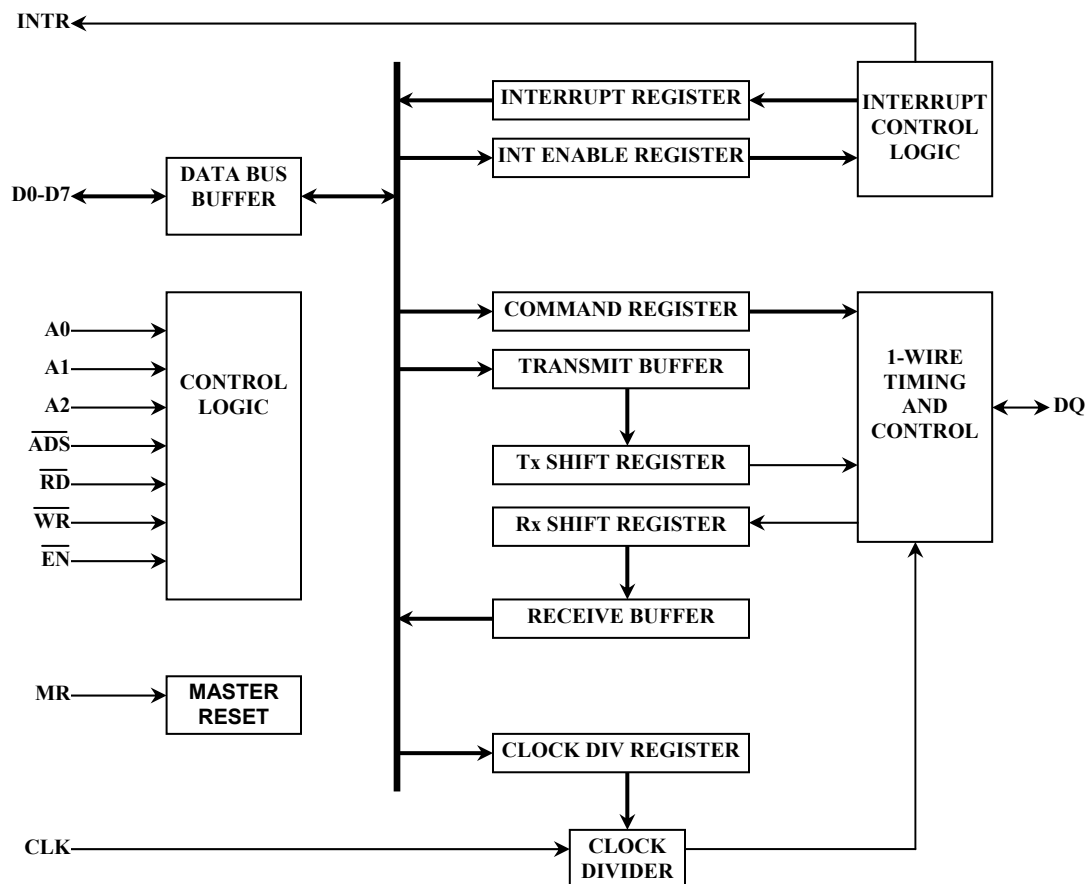 INTR
INTERRUPT REGISTER
INTERRUPT
CONTROL
LOGIC
INT ENABLE REGISTER
D0-D7
DATA BUS
BUFFER
COMMAND REGISTER
A0
A1
A2
ADS
RD
WR
EN
CONTROL
LOGIC
TRANSMIT BUFFER
1-WIRE
TIMING
AND
CONTROL
DQ
Tx SHIFT REGISTER
Rx SHIFT REGISTER
RECEIVE BUFFER
MR
MASTER
RESET
CLOCK DIV REGISTER
CLK
CLOCK
DIVIDER